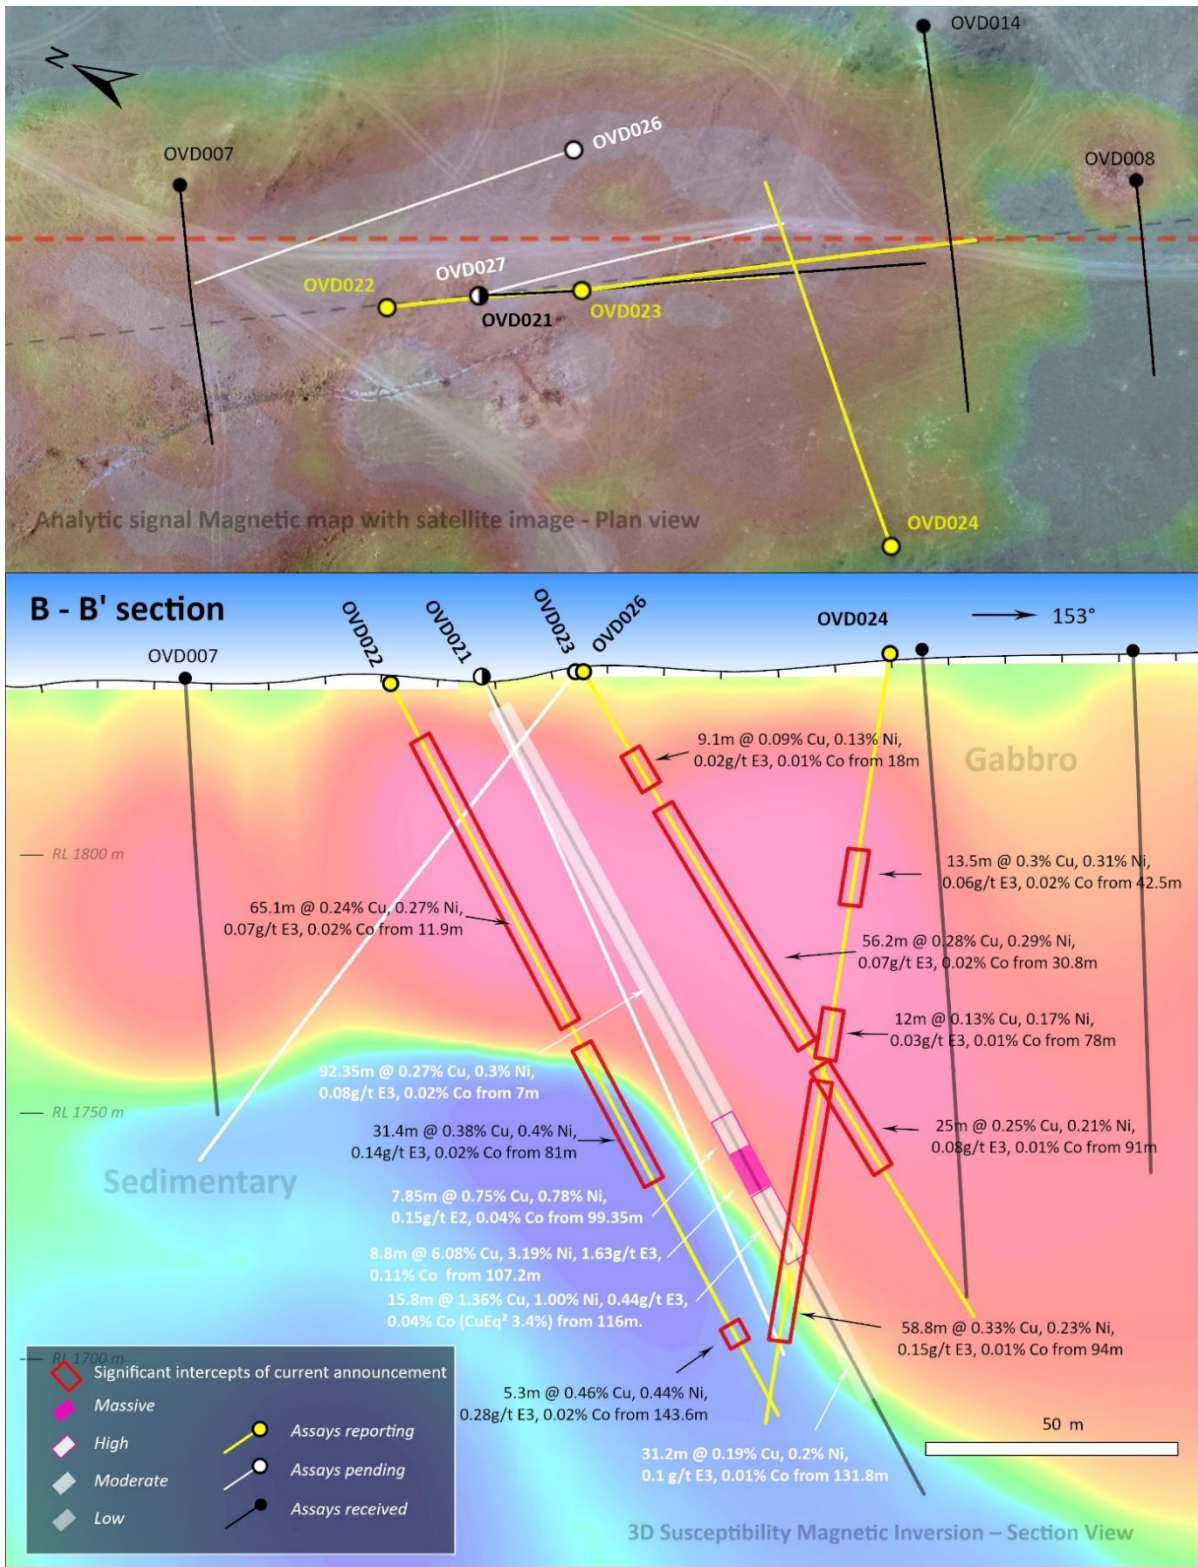 N
OVD014
OVD026
OVD007
OVD008
OVD027
OVD022
OVD021
OVD023
OVD024
Analytic signal Magnetic map with satellite image - Plan view
B - B' section
OVD007
OVD022
OVD021
OVD023
OVD026
OVD024
153°
Gabbro
9.1m @ 0.09% Cu, 0.13% Ni,
0.02g/t E3, 0.01% Co from 18m
RL 1800 m
13.5m @ 0.3% Cu, 0.31% Ni,
0.06g/t E3, 0.02% Co from 42.5m
65.1m @ 0.24% Cu, 0.27% Ni,
0.07g/t E3, 0.02% Co from 11.9m
56.2m @ 0.28% Cu, 0.29% Ni,
0.07g/t E3, 0.02% Co from 30.8m
12m @ 0.13% Cu, 0.17% Ni,
0.03g/t E3, 0.01% Co from 78m
92.35m @ 0.27% Cu, 0.3% Ni,
0.08g/t E3, 0.02% Co from 7m
RL 1750 m
31.4m @ 0.38% Cu, 0.4% Ni,
0.14g/t E3, 0.02% Co from 81m
25m @ 0.25% Cu, 0.21% Ni,
0.08g/t E3, 0.01% Co from 91m
Sedimentary
7.85m @ 0.75% Cu, 0.78% Ni,
0.15g/t E2, 0.04% Co from 99.35m
8.8m @ 6.08% Cu, 3.19% Ni, 1.63g/t E3,
0.11% Co from 107.2m
15.8m @ 1.36% Cu, 1.00% Ni, 0.44g/t E3,
0.04% Co (CuEq² 3.4%) from 116m.
58.8m @ 0.33% Cu, 0.23% Ni,
0.15g/t E3, 0.01% Co from 94m
RL 1700 m
Significant intercepts of current announcement
Massive
High
Moderate
Low
Assays reporting
Assays pending
Assays received
5.3m @ 0.46% Cu, 0.44% Ni,
0.28g/t E3, 0.02% Co from 143.6m
31.2m @ 0.19% Cu, 0.2% Ni,
0.1 g/t E3, 0.01% Co from 131.8m
50 m
3D Susceptibility Magnetic Inversion – Section View